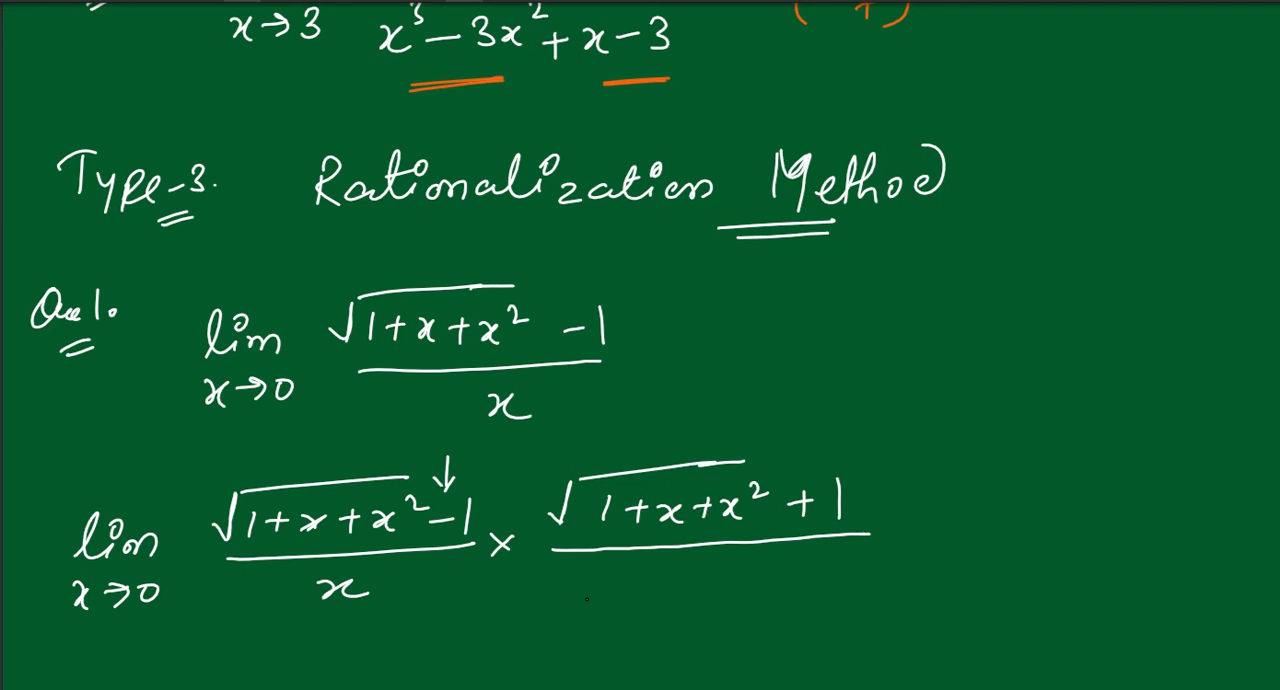 x→3 x³ - 3x² + x - 3
Type-3. Rationalization Method
Que 1. lim x→0 (√(1+x+x²) - 1) / x
lim x→0 (√(1+x+x²) - 1) / x × √(1+x+x²) + 1